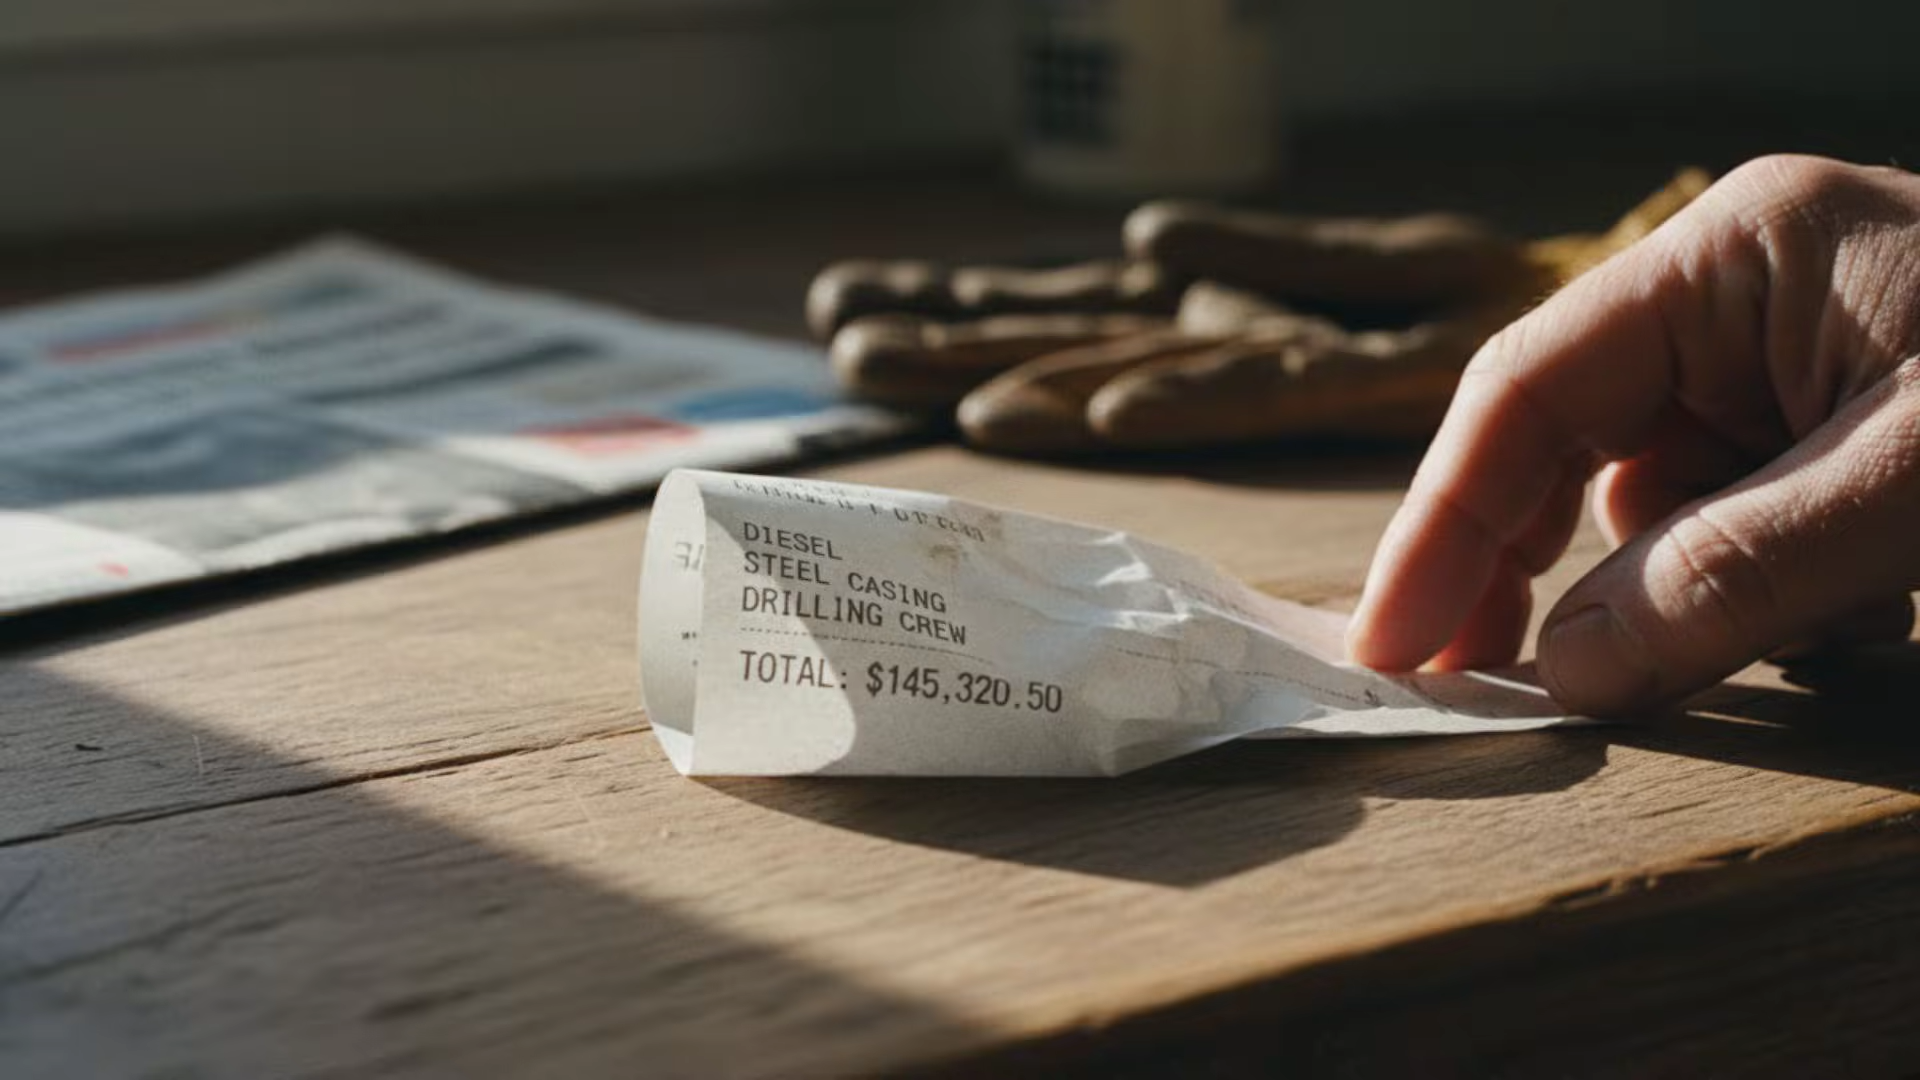 DIESEL
STEEL CASING
DRILLING CREW
TOTAL: $145,320.50